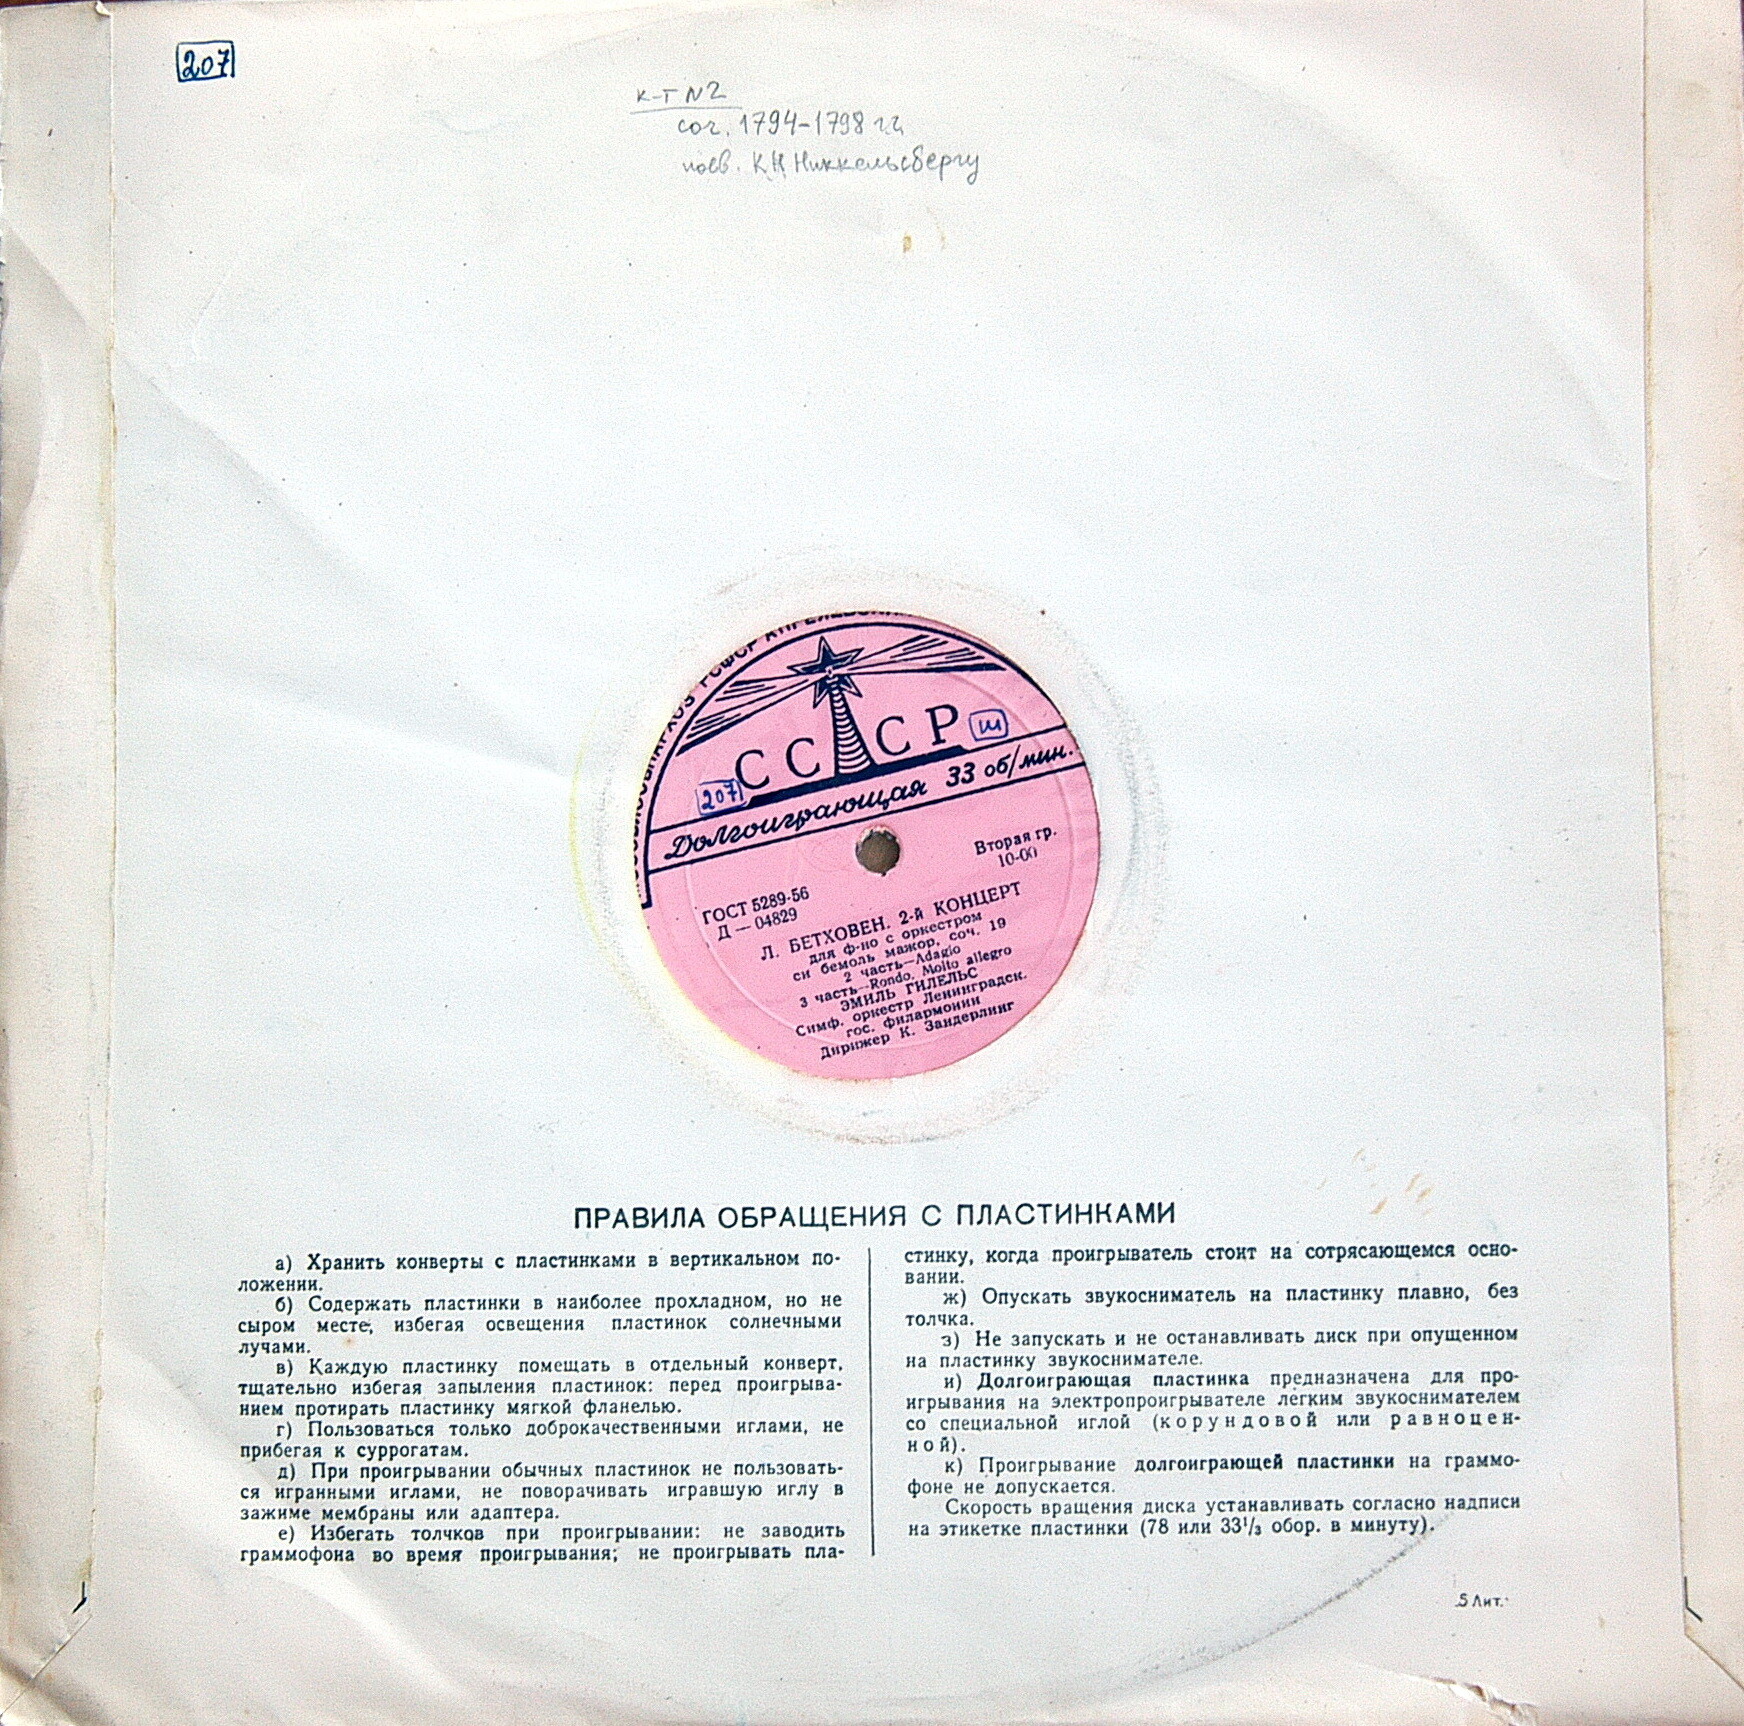 207
к-т №2
соч. 1794-1798 г.г.
посв. К Н Никкельсбергу
РСФСР
СССР
ш
207
Долгоиграющая 33 об/мин.
Вторая гр.
10-00
ГОСТ 5289-56
Д — 04829
Л. БЕТХОВЕН. 2-й КОНЦЕРТ
для ф-но с оркестром
си бемоль мажор, соч. 19
2 часть—Adagio
3 часть—Rondo. Molto allegro
ЭМИЛЬ ГИЛЕЛЬС
Симф. оркестр Ленинградск.
гос. филармонии
Дирижер К. Зандерлинг
ПРАВИЛА ОБРАЩЕНИЯ С ПЛАСТИНКАМИ
а) Хранить конверты с пластинками в вертикальном по-
ложении.
б) Содержать пластинки в наиболее прохладном, но не
сыром месте, избегая освещения пластинок солнечными
лучами.
в) Каждую пластинку помещать в отдельный конверт,
тщательно избегая запыления пластинок: перед проигрыва-
нием протирать пластинку мягкой фланелью.
г) Пользоваться только доброкачественными иглами, не
прибегая к суррогатам.
д) При проигрывании обычных пластинок не пользовать-
ся игранными иглами, не поворачивать игравшую иглу в
зажиме мембраны или адаптера.
е) Избегать толчков при проигрывании: не заводить
граммофона во время проигрывания; не проигрывать пла-
стинку, когда проигрыватель стоит на сотрясающемся осно-
вании.
ж) Опускать звукосниматель на пластинку плавно, без
толчка.
з) Не запускать и не останавливать диск при опущенном
на пластинку звукоснимателе.
и) Долгоиграющая пластинка предназначена для про-
игрывания на электропроигрывателе лёгким звукоснимателем
со специальной иглой (корундовой или равноцен-
ной).
к) Проигрывание долгоиграющей пластинки на граммо-
фоне не допускается.
Скорость вращения диска устанавливать согласно надписи
на этикетке пластинки (78 или 33¹/₃ обор. в минуту).
5 Лит.